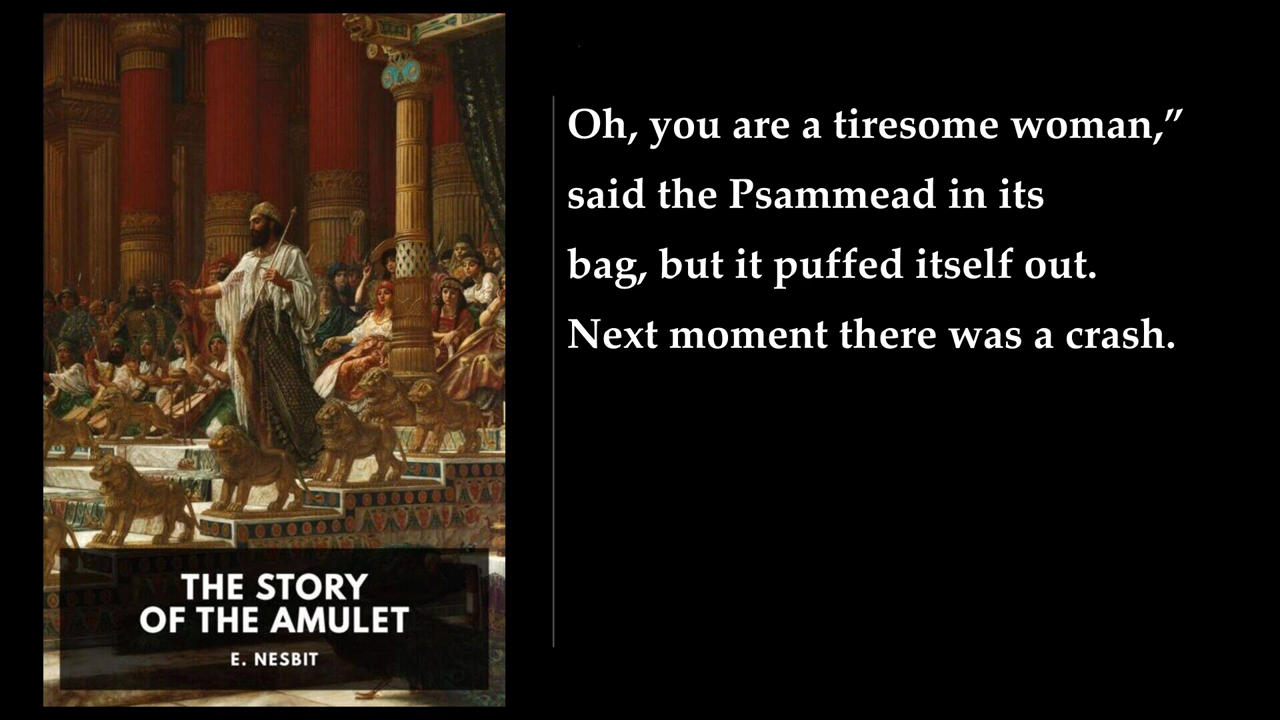 Oh, you are a tiresome woman,”
said the Psammead in its
bag, but it puffed itself out.
Next moment there was a crash.
THE STORY
OF THE AMULET
E. NESBIT